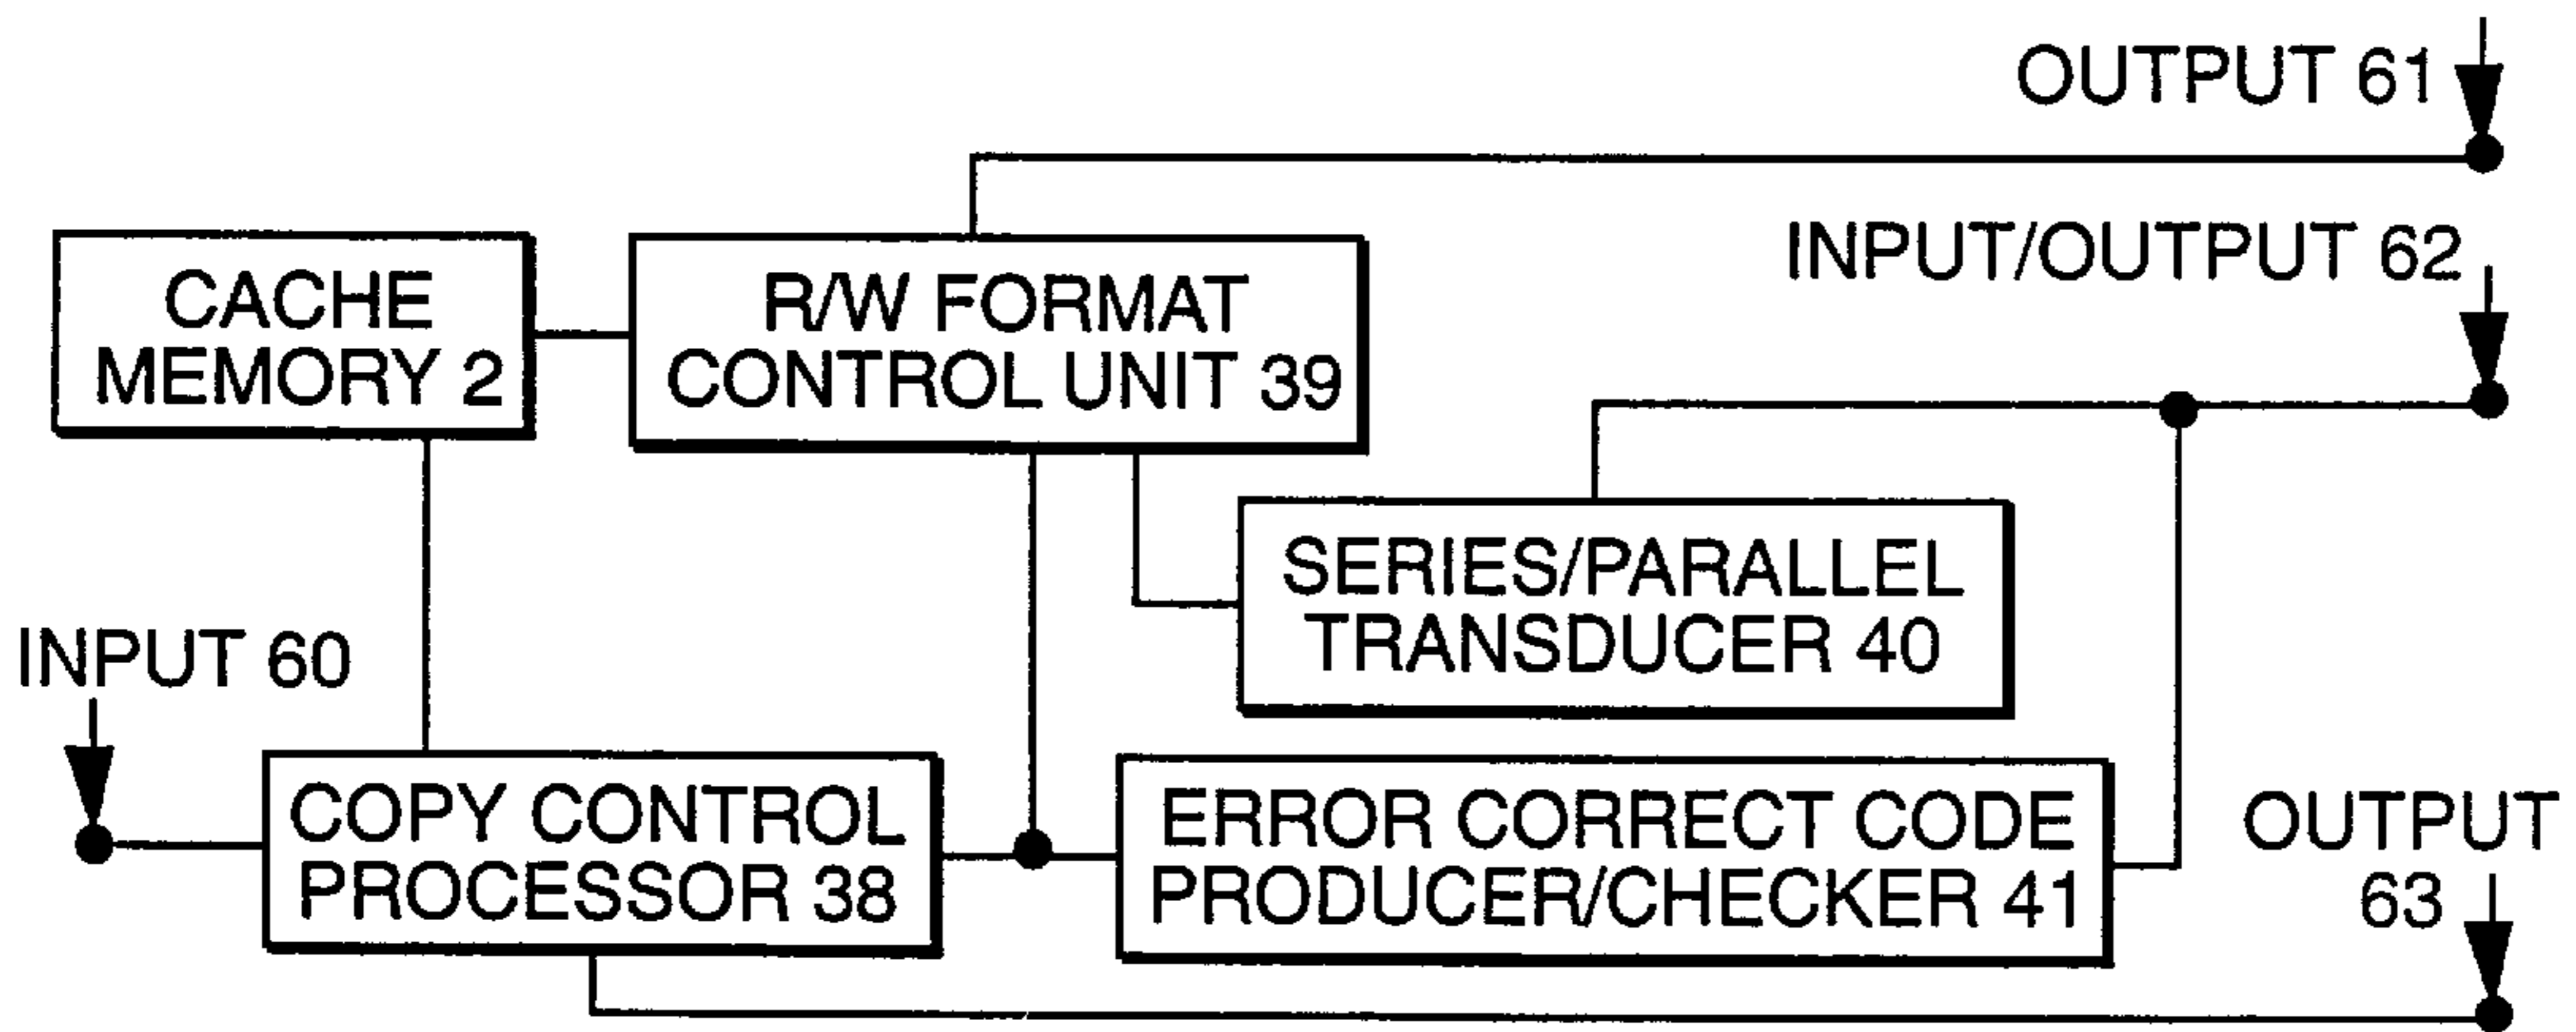 OUTPUT 61
INPUT/OUTPUT 62
CACHE
MEMORY 2
R/W FORMAT
CONTROL UNIT 39
SERIES/PARALLEL
TRANSDUCER 40
INPUT 60
COPY CONTROL
PROCESSOR 38
ERROR CORRECT CODE
PRODUCER/CHECKER 41
OUTPUT
63